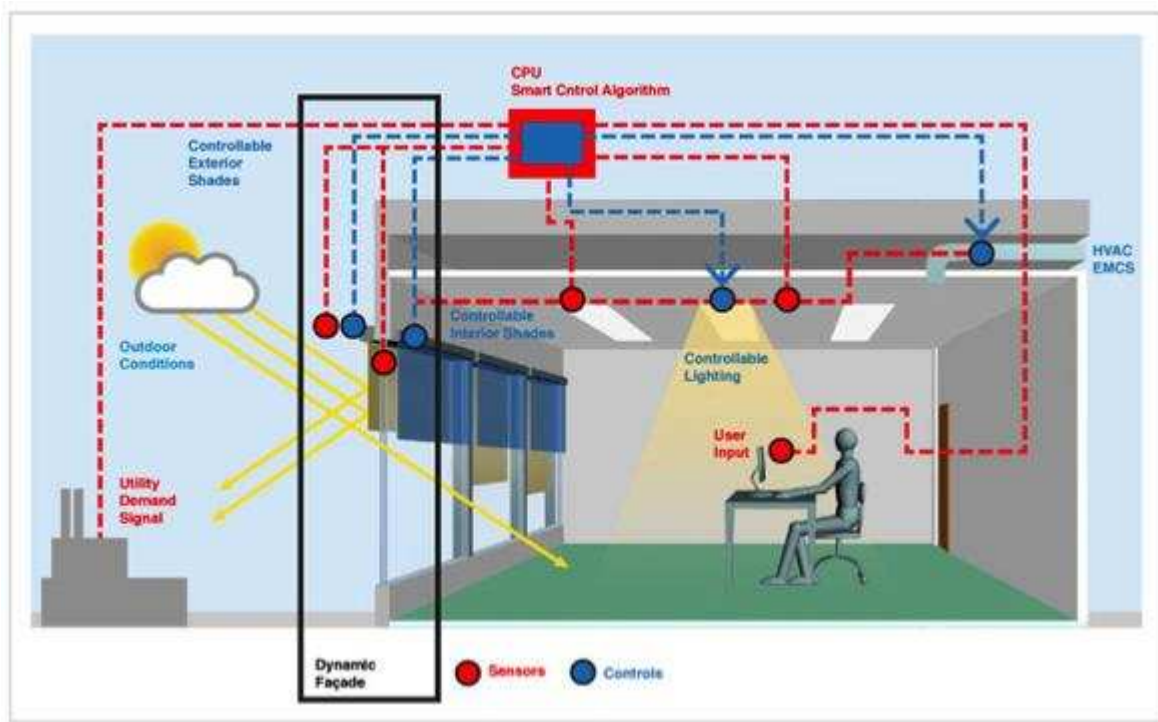 CPU
Smart Cntrol Algorithm
Controllable
Exterior
Shades
HVAC
EMCS
Controllable
Interior Shades
Outdoor
Conditions
Controllable
Lighting
User
Input
Utility
Demand
Signal
Dynamic
Façade
Sensors
Controls